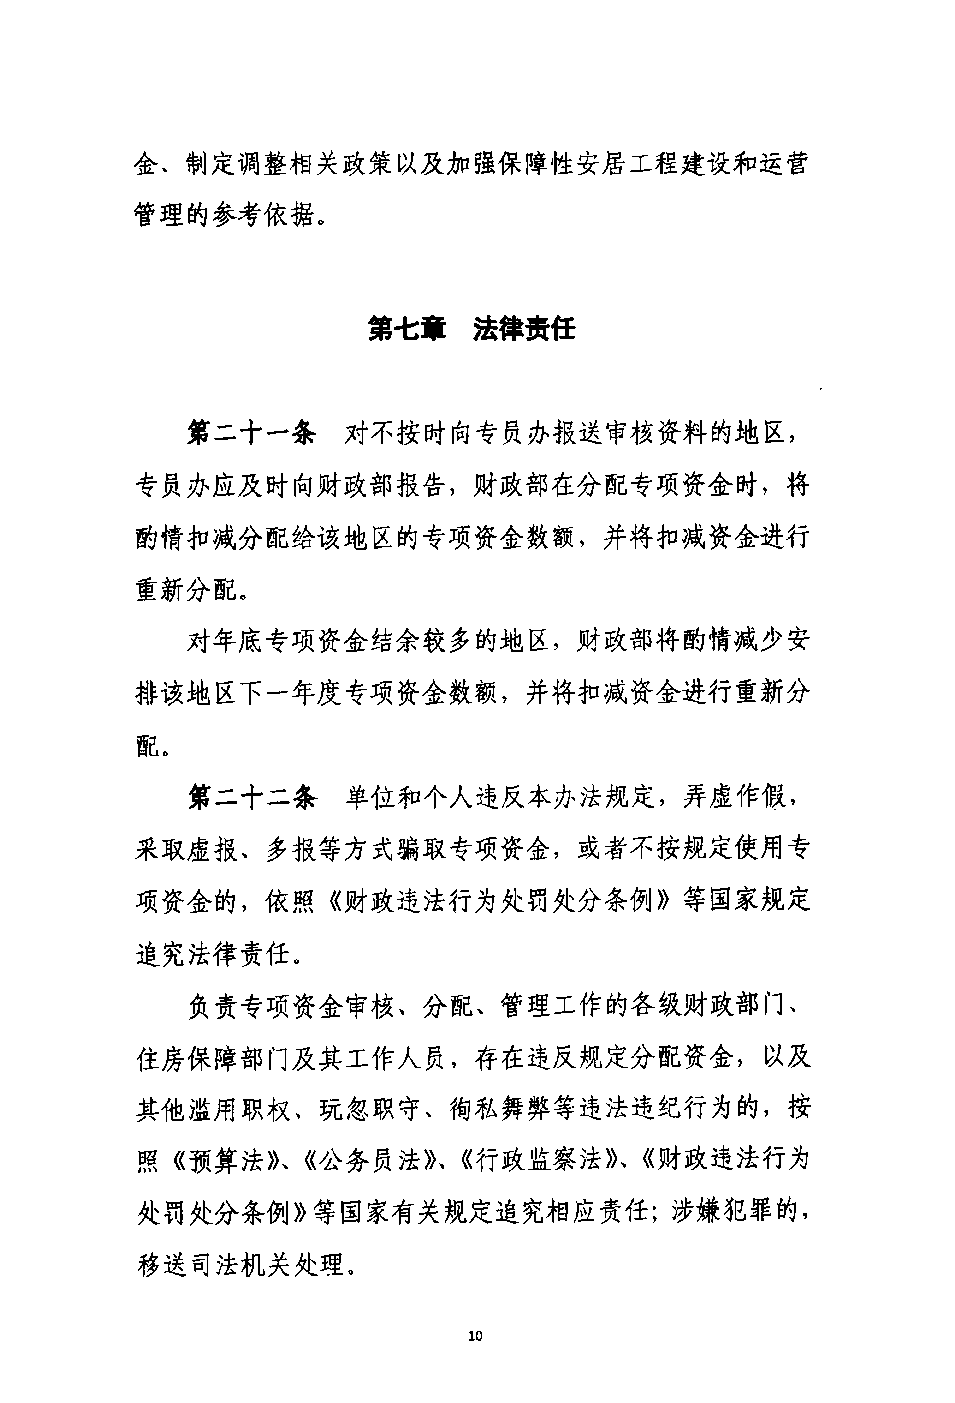 金、制定调整相关政策以及加强保障性安居工程建设和运营
管理的参考依据。
第七章 法律责任
第二十一条 对不按时向专员办报送审核资料的地区，
专员办应及时向财政部报告，财政部在分配专项资金时，将
酌情扣减分配给该地区的专项资金数额，并将扣减资金进行
重新分配。
对年底专项资金结余较多的地区，财政部将酌情减少安
排该地区下一年度专项资金数额，并将扣减资金进行重新分
配。
第二十二条 单位和个人违反本办法规定，弄虚作假，
采取虚报、多报等方式骗取专项资金，或者不按规定使用专
项资金的，依照《财政违法行为处罚处分条例》等国家规定
追究法律责任。
负责专项资金审核、分配、管理工作的各级财政部门、
住房保障部门及其工作人员，存在违反规定分配资金，以及
其他滥用职权、玩忽职守、徇私舞弊等违法违纪行为的，按
照《预算法》、《公务员法》、《行政监察法》、《财政违法行为
处罚处分条例》等国家有关规定追究相应责任；涉嫌犯罪的，
移送司法机关处理。
10